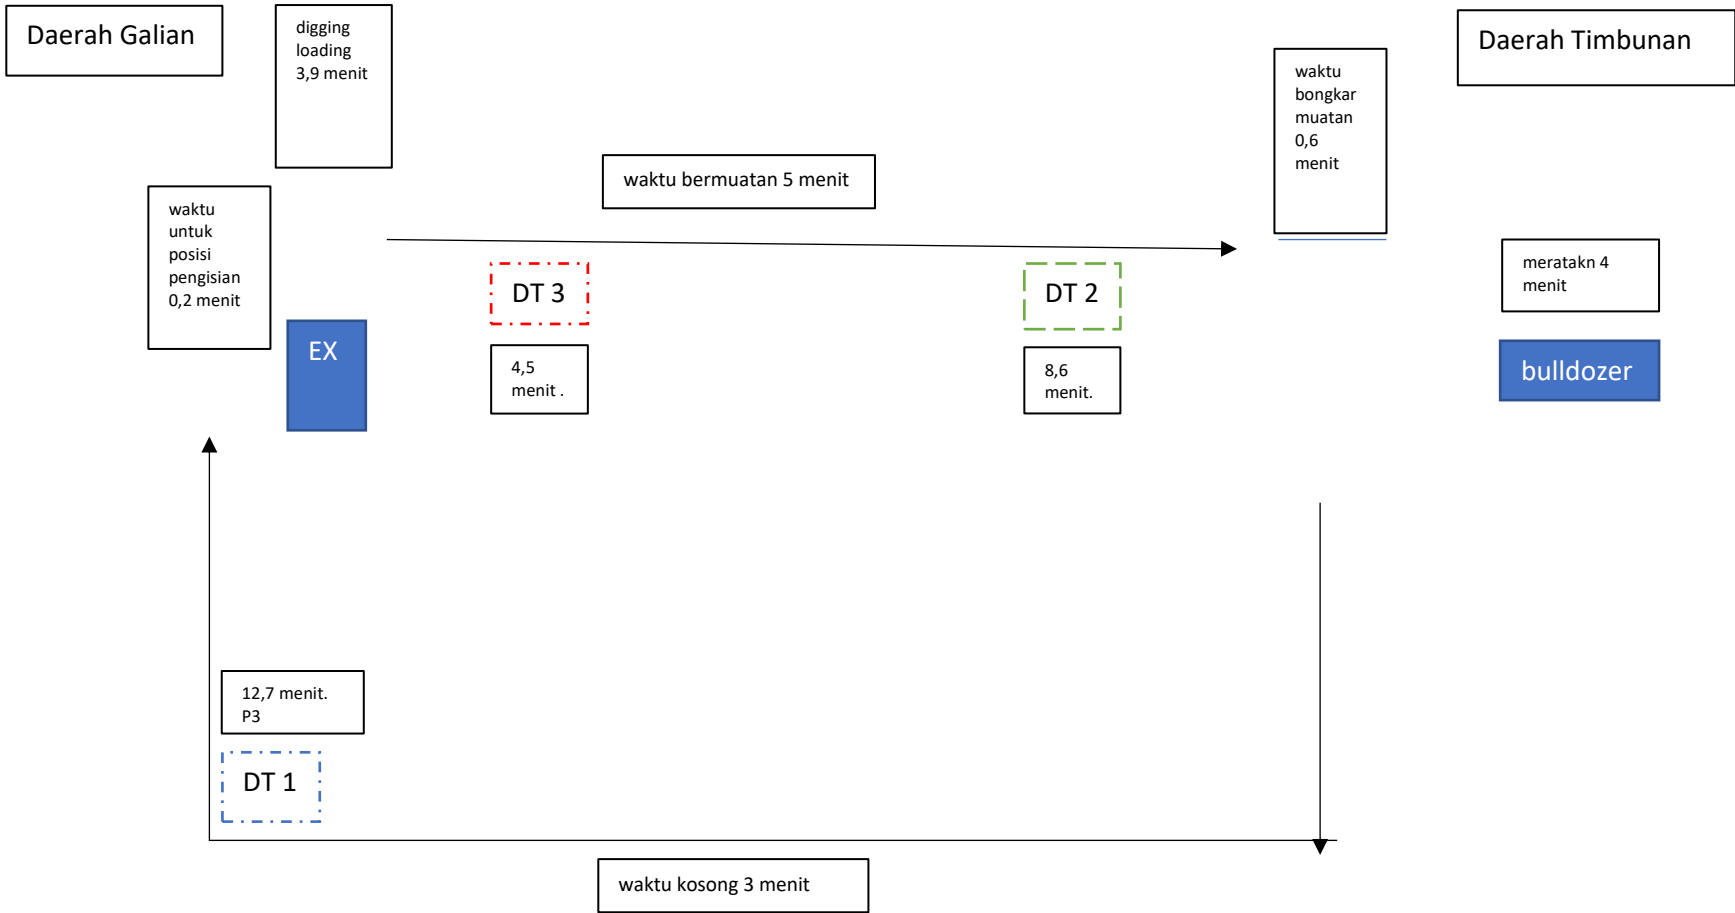 Daerah Galian
digging
loading
3,9 menit
Daerah Timbunan
waktu
bongkar
muatan
0,6
menit
waktu bermuatan 5 menit
waktu
untuk
posisi
pengisian
0,2 menit
meratakn 4
menit
DT 3
DT 2
EX
4,5
menit .
8,6
menit.
bulldozer
12,7 menit.
P3
DT 1
waktu kosong 3 menit